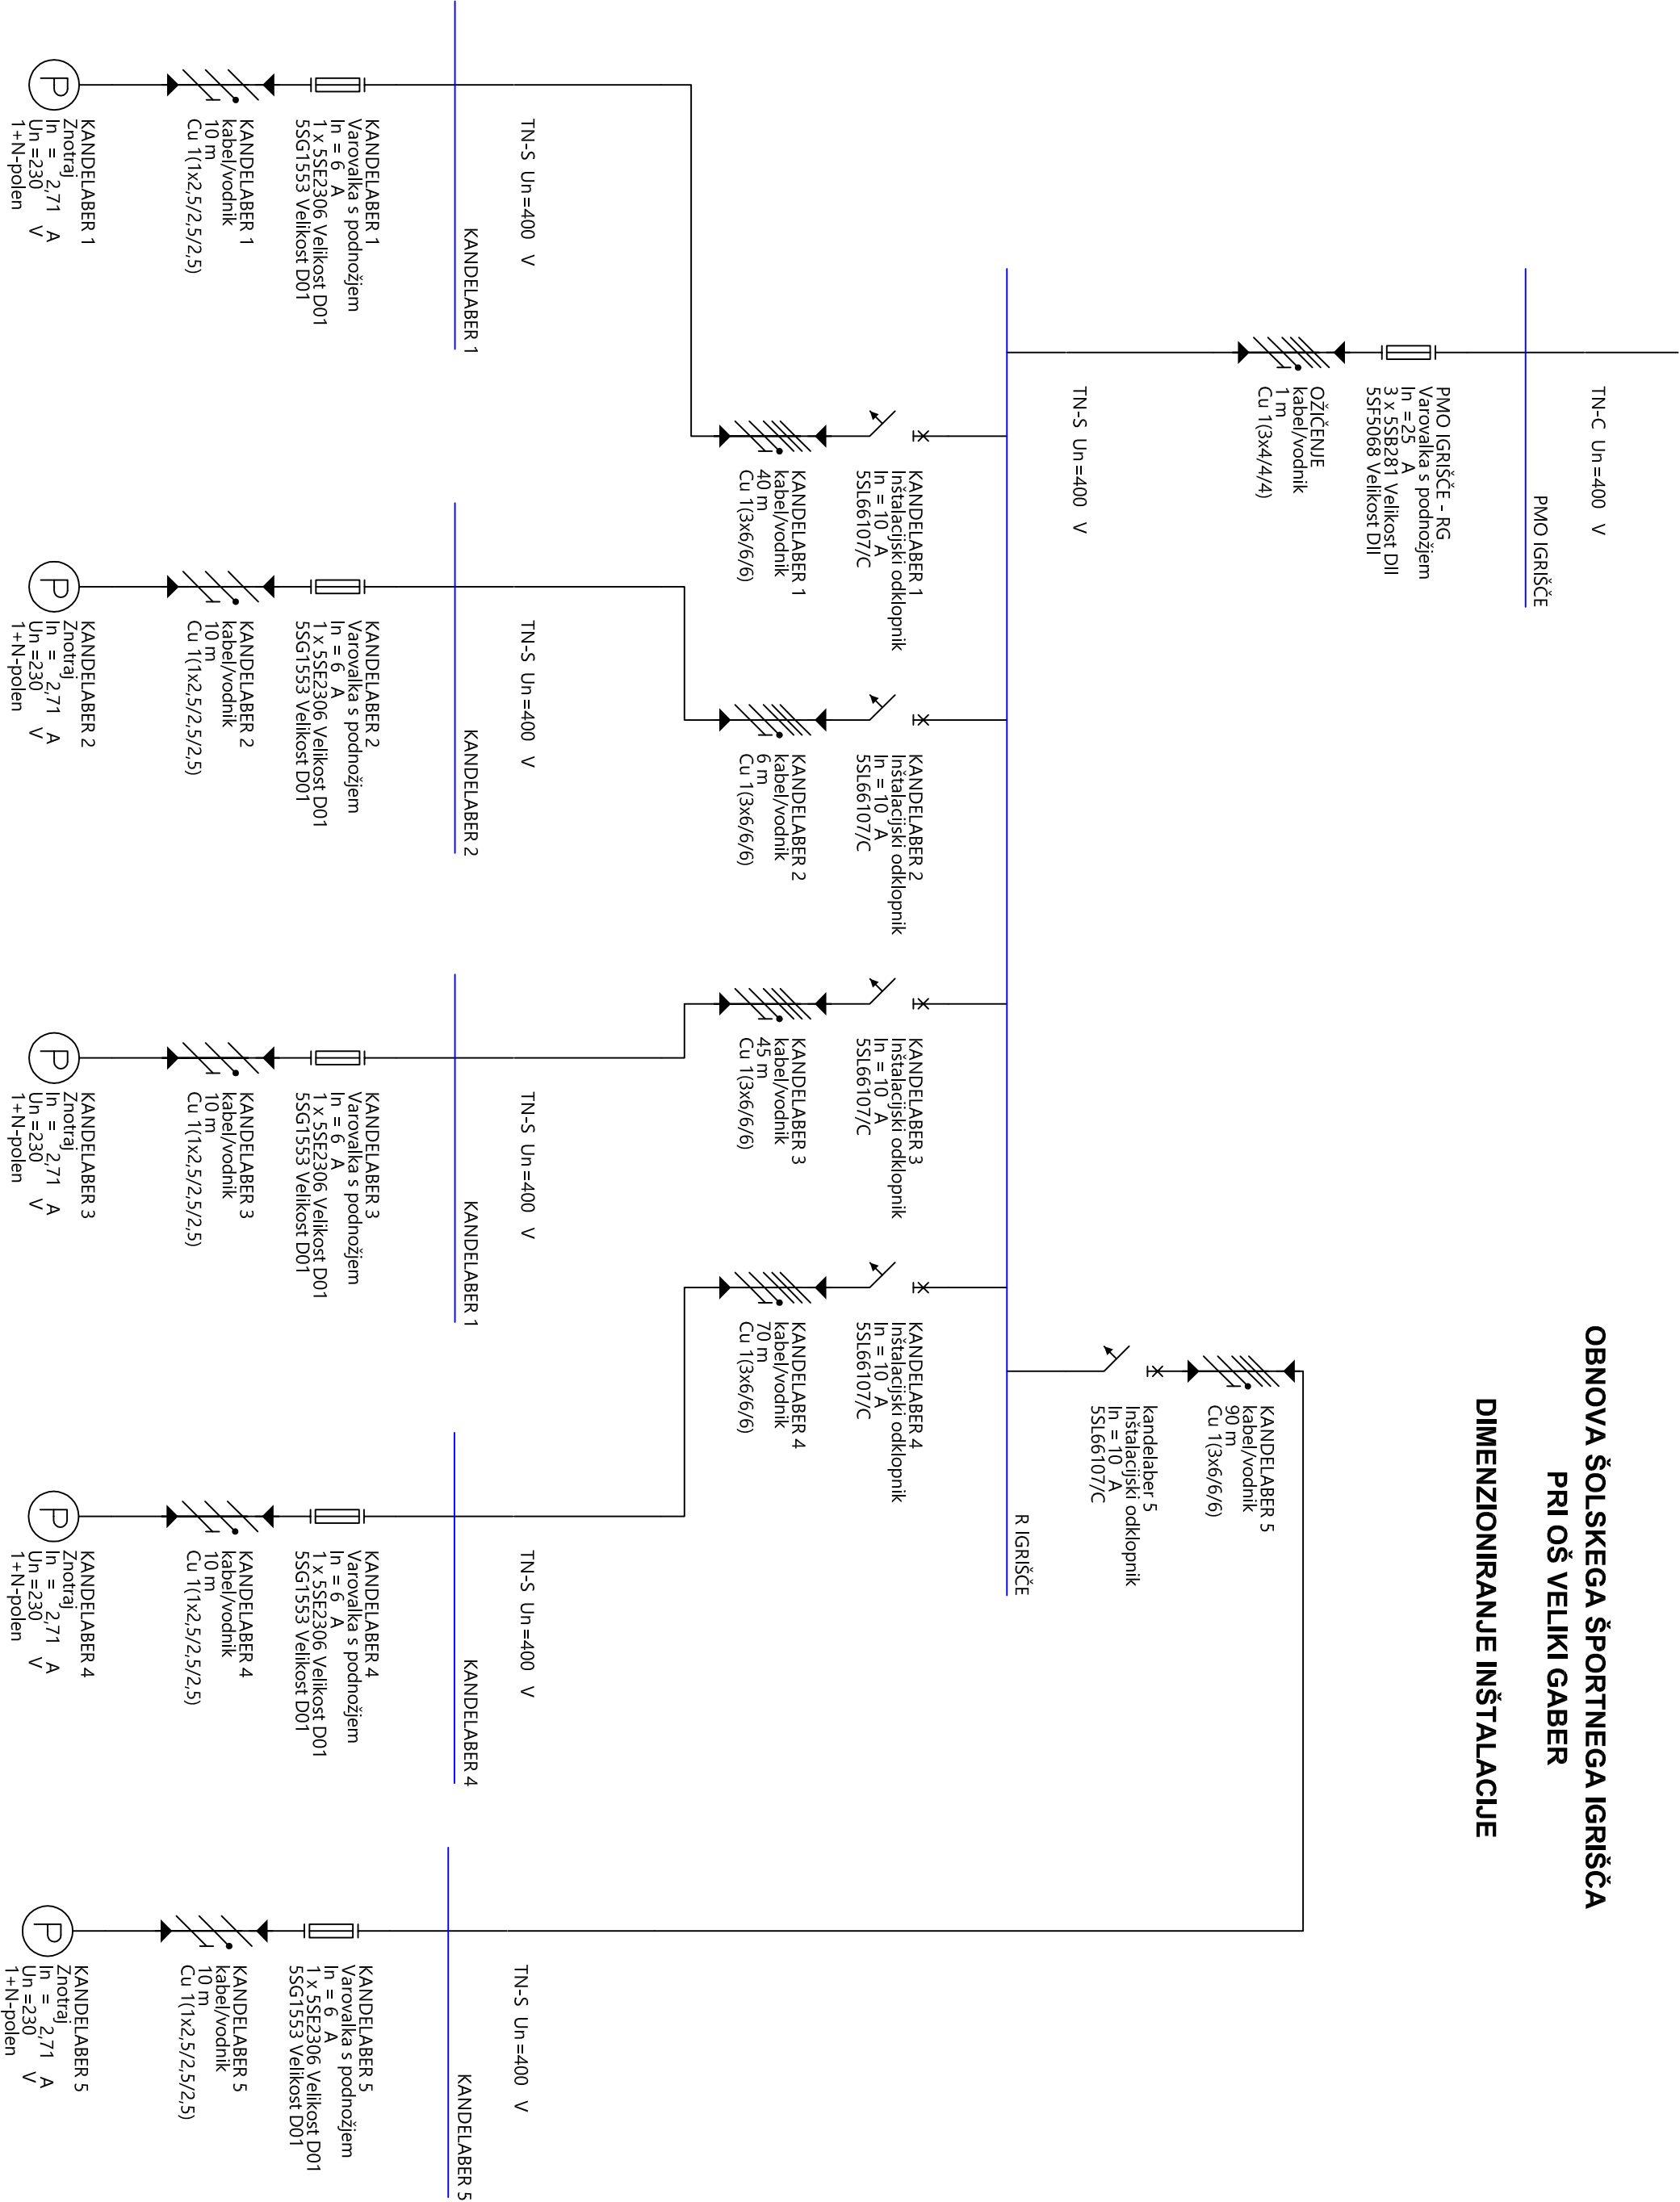 OBNOVA ŠOLSKEGA ŠPORTNEGA IGRIŠČA
PRI OŠ VELIKI GABER
DIMENZIONIRANJE INŠTALACIJE
TN-C Un=400 V
PMO IGRIŠČE
PMO IGRIŠČE - RG
Varovalka s podnožjem
In =25 A
3 x 5SB281 Velikost DII
5SF5068 Velikost DII
OŽIČENJE
kabel/vodnik
1 m
Cu 1(3x4/4/4)
TN-S Un=400 V
R IGRIŠČE
KANDELABER 5
kabel/vodnik
90 m
Cu 1(3x6/6/6)
kandelaber 5
Inštalacijski odklopnik
In = 10 A
5SL66107/C
KANDELABER 1
Inštalacijski odklopnik
In = 10 A
5SL66107/C
KANDELABER 1
kabel/vodnik
40 m
Cu 1(3x6/6/6)
KANDELABER 2
Inštalacijski odklopnik
In = 10 A
5SL66107/C
KANDELABER 2
kabel/vodnik
6 m
Cu 1(3x6/6/6)
KANDELABER 3
Inštalacijski odklopnik
In = 10 A
5SL66107/C
KANDELABER 3
kabel/vodnik
45 m
Cu 1(3x6/6/6)
KANDELABER 4
Inštalacijski odklopnik
In = 10 A
5SL66107/C
KANDELABER 4
kabel/vodnik
70 m
Cu 1(3x6/6/6)
TN-S Un=400 V
KANDELABER 1
KANDELABER 1
Varovalka s podnožjem
In = 6 A
1 x 5SE2306 Velikost D01
5SG1553 Velikost D01
KANDELABER 1
kabel/vodnik
10 m
Cu 1(1x2,5/2,5/2,5)
P
KANDELABER 1
Znotraj
In = 2,71 A
Un =230 V
1+N-polen
TN-S Un=400 V
KANDELABER 2
KANDELABER 2
Varovalka s podnožjem
In = 6 A
1 x 5SE2306 Velikost D01
5SG1553 Velikost D01
KANDELABER 2
kabel/vodnik
10 m
Cu 1(1x2,5/2,5/2,5)
P
KANDELABER 2
Znotraj
In = 2,71 A
Un =230 V
1+N-polen
TN-S Un=400 V
KANDELABER 1
KANDELABER 3
Varovalka s podnožjem
In = 6 A
1 x 5SE2306 Velikost D01
5SG1553 Velikost D01
KANDELABER 3
kabel/vodnik
10 m
Cu 1(1x2,5/2,5/2,5)
P
KANDELABER 3
Znotraj
In = 2,71 A
Un =230 V
1+N-polen
TN-S Un=400 V
KANDELABER 4
KANDELABER 4
Varovalka s podnožjem
In = 6 A
1 x 5SE2306 Velikost D01
5SG1553 Velikost D01
KANDELABER 4
kabel/vodnik
10 m
Cu 1(1x2,5/2,5/2,5)
P
KANDELABER 4
Znotraj
In = 2,71 A
Un =230 V
1+N-polen
TN-S Un=400 V
KANDELABER 5
KANDELABER 5
Varovalka s podnožjem
In = 6 A
1 x 5SE2306 Velikost D01
5SG1553 Velikost D01
KANDELABER 5
kabel/vodnik
10 m
Cu 1(1x2,5/2,5/2,5)
P
KANDELABER 5
Znotraj
In = 2,71 A
Un =230 V
1+N-polen